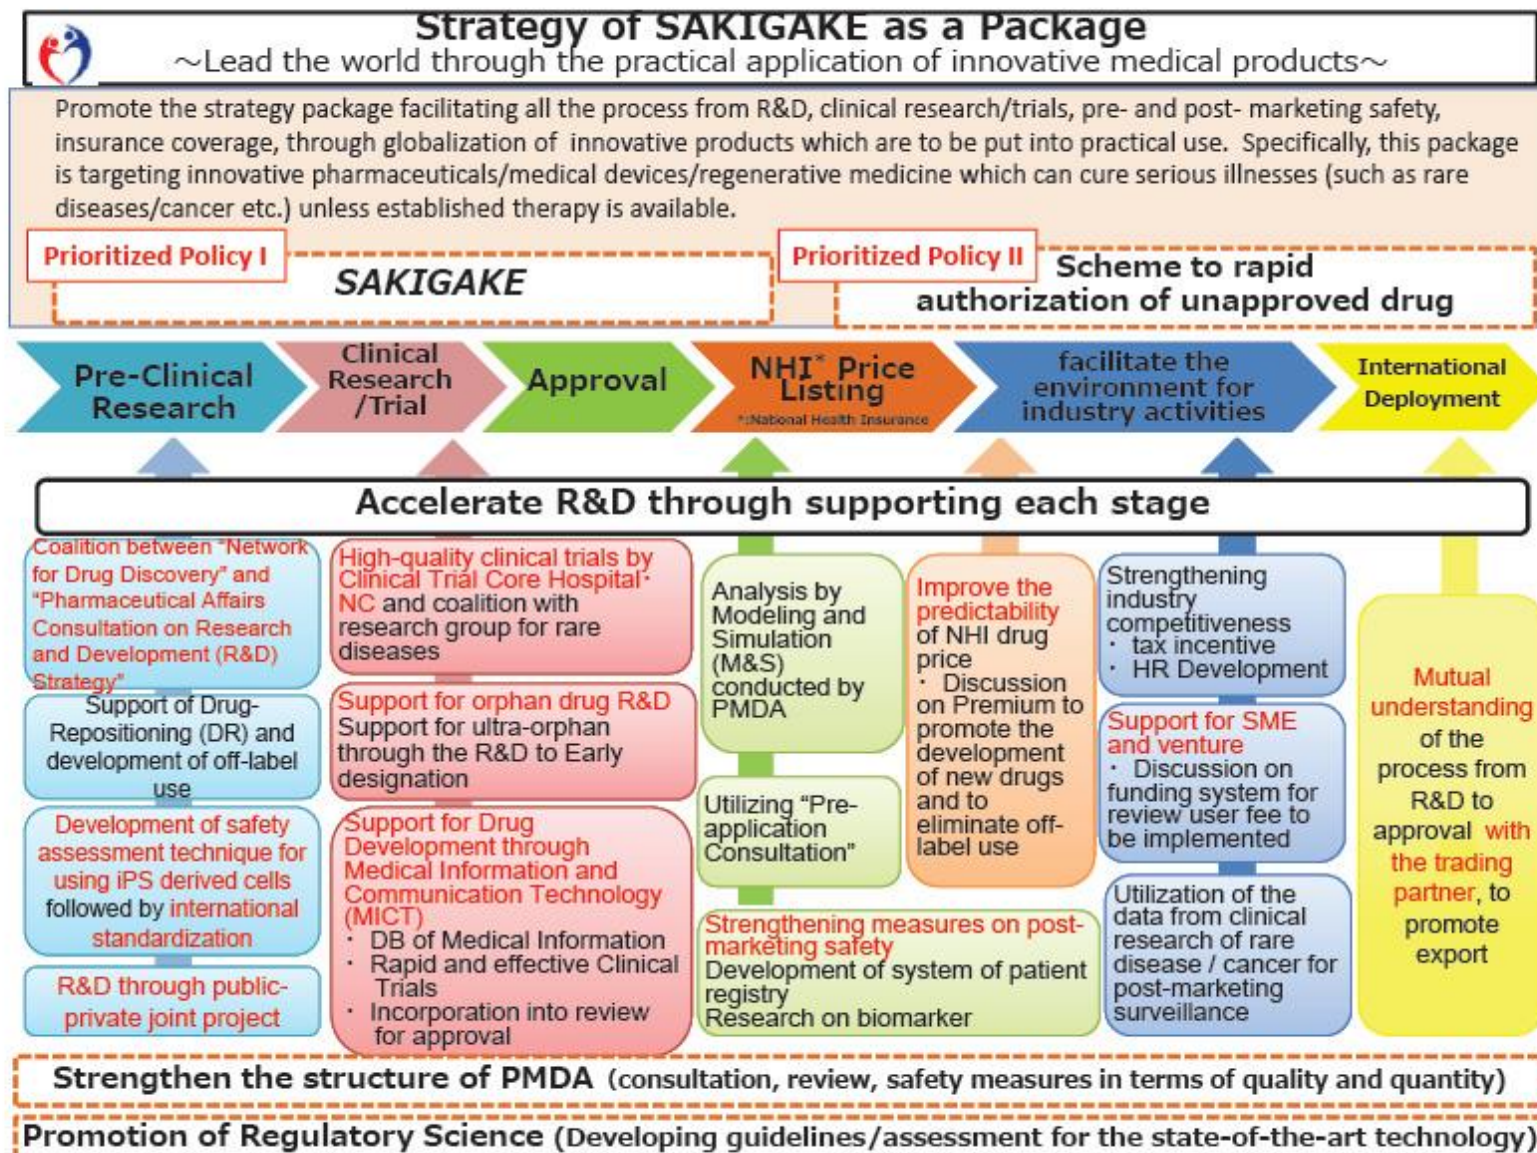 Strategy of SAKIGAKE as a Package
～Lead the world through the practical application of innovative medical products～
Promote the strategy package facilitating all the process from R&D, clinical research/trials, pre- and post- marketing safety,
insurance coverage, through globalization of innovative products which are to be put into practical use. Specifically, this package
is targeting innovative pharmaceuticals/medical devices/regenerative medicine which can cure serious illnesses (such as rare
diseases/cancer etc.) unless established therapy is available.
Prioritized Policy I
SAKIGAKE
Prioritized Policy II
Scheme to rapid
authorization of unapproved drug
Pre-Clinical
Research
Clinical
Research
/Trial
Approval
NHI* Price
Listing
*:National Health Insurance
facilitate the
environment for
industry activities
International
Deployment
Accelerate R&D through supporting each stage
Coalition between "Network
for Drug Discovery" and
"Pharmaceutical Affairs
Consultation on Research
and Development (R&D)
Strategy"
Support of Drug-
Repositioning (DR) and
development of off-label
use
Development of safety
assessment technique for
using iPS derived cells
followed by international
standardization
R&D through public-
private joint project
High-quality clinical trials by
Clinical Trial Core Hospital・
NC and coalition with
research group for rare
diseases
Support for orphan drug R&D
Support for ultra-orphan
through the R&D to Early
designation
Support for Drug
Development through
Medical Information and
Communication Technology
(MICT)
・ DB of Medical Information
・ Rapid and effective Clinical
Trials
・ Incorporation into review
for approval
Analysis by
Modeling and
Simulation
(M&S)
conducted by
PMDA
Utilizing "Pre-
application
Consultation"
Strengthening measures on post-
marketing safety
Development of system of patient
registry
Research on biomarker
Improve the
predictability
of NHI drug
price
・ Discussion
on Premium to
promote the
development
of new drugs
and to
eliminate off-
label use
Strengthening
industry
competitiveness
・ tax incentive
・ HR Development
Support for SME
and venture
・ Discussion on
funding system for
review user fee to
be implemented
Utilization of the
data from clinical
research of rare
disease / cancer for
post-marketing
surveillance
Mutual
understanding
of the
process from
R&D to
approval with
the trading
partner, to
promote
export
Strengthen the structure of PMDA (consultation, review, safety measures in terms of quality and quantity)
Promotion of Regulatory Science (Developing guidelines/assessment for the state-of-the-art technology)